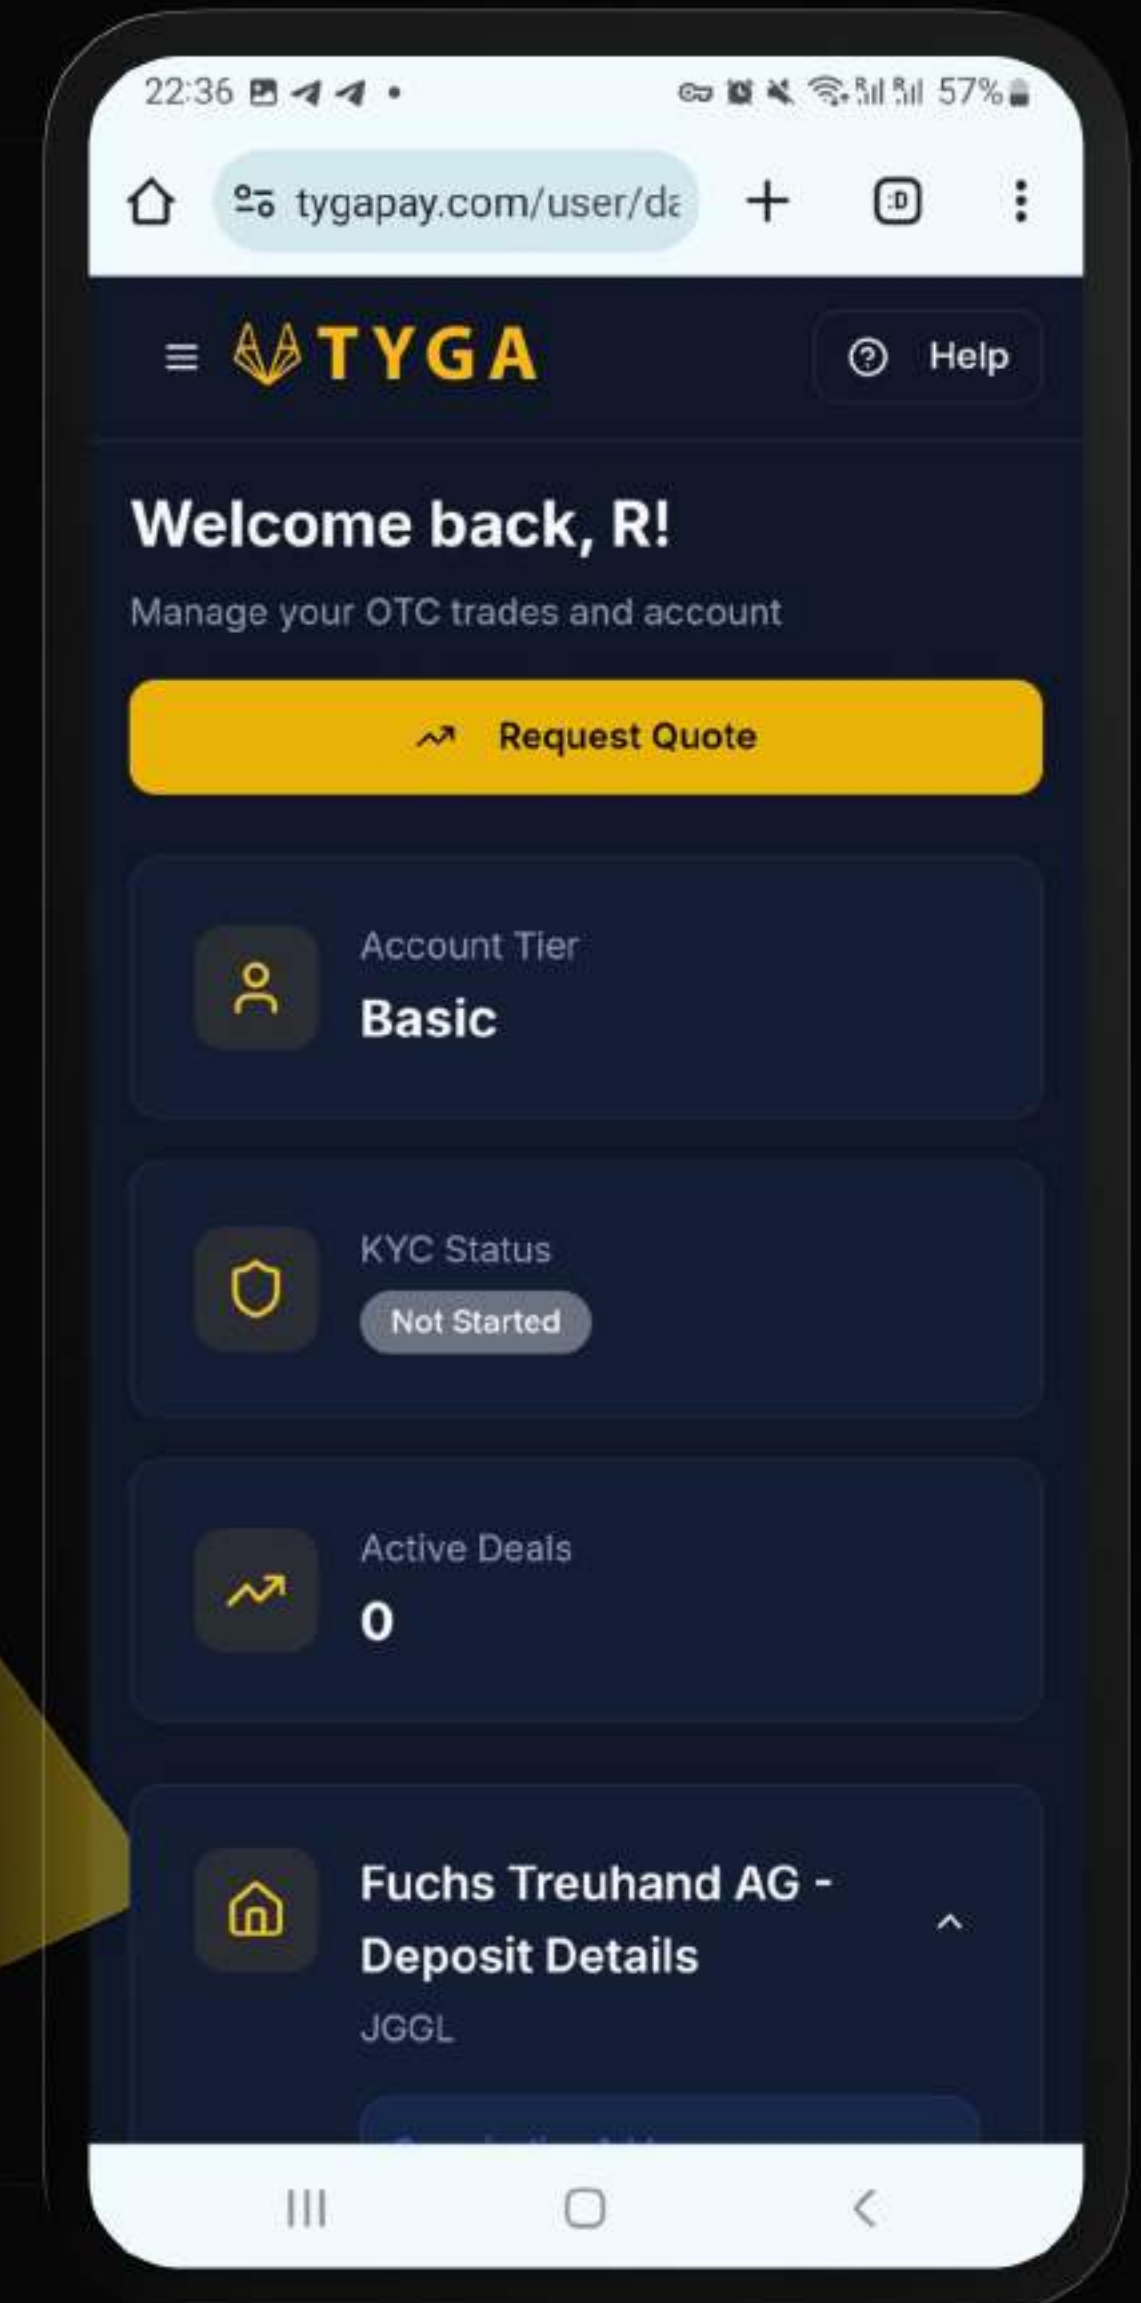 22:36
57%
tygapay.com/user/da
TYGA
Help
Welcome back, R!
Manage your OTC trades and account
Request Quote
Account Tier
Basic
KYC Status
Not Started
Active Deals
0
Fuchs Treuhand AG -
Deposit Details
JGGL